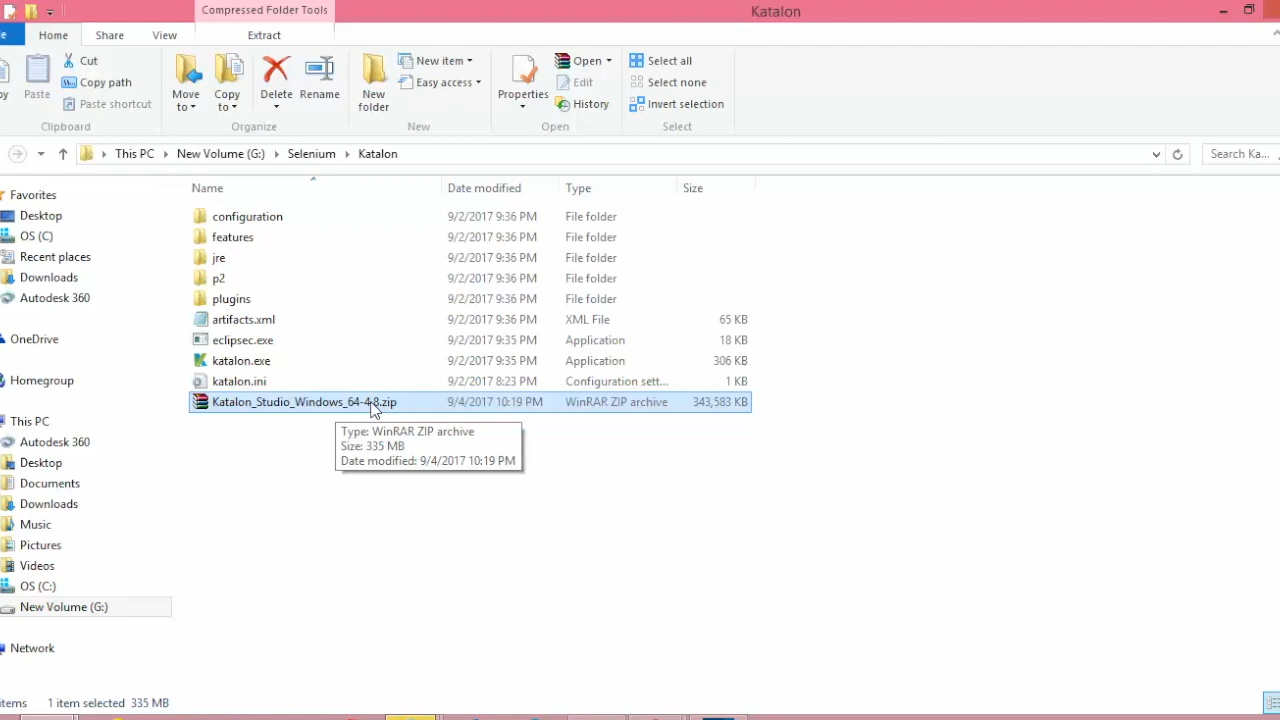 Compressed Folder Tools
Katalon
Home Share View Extract
Paste
Cut
Copy path
Paste shortcut
Clipboard
Move to
Copy to
Delete
Rename
Organize
New folder
New item
Easy access
New
Properties
Open
Edit
History
Open
Select all
Select none
Invert selection
Select
This PC New Volume (G:) Selenium Katalon
Search Ka...
Name Date modified Type Size
Favorites
Desktop
OS (C)
Recent places
Downloads
Autodesk 360
OneDrive
Homegroup
This PC
Autodesk 360
Desktop
Documents
Downloads
Music
Pictures
Videos
OS (C:)
New Volume (G:)
Network
configuration 9/2/2017 9:36 PM File folder
features 9/2/2017 9:36 PM File folder
jre 9/2/2017 9:36 PM File folder
p2 9/2/2017 9:36 PM File folder
plugins 9/2/2017 9:36 PM File folder
artifacts.xml 9/2/2017 9:36 PM XML File 65 KB
eclipsec.exe 9/2/2017 9:35 PM Application 18 KB
katalon.exe 9/2/2017 9:35 PM Application 306 KB
katalon.ini 9/2/2017 8:23 PM Configuration sett... 1 KB
Katalon_Studio_Windows_64-4.8.zip 9/4/2017 10:19 PM WinRAR ZIP archive 343,583 KB
Type: WinRAR ZIP archive
Size: 335 MB
Date modified: 9/4/2017 10:19 PM
1 item selected 335 MB